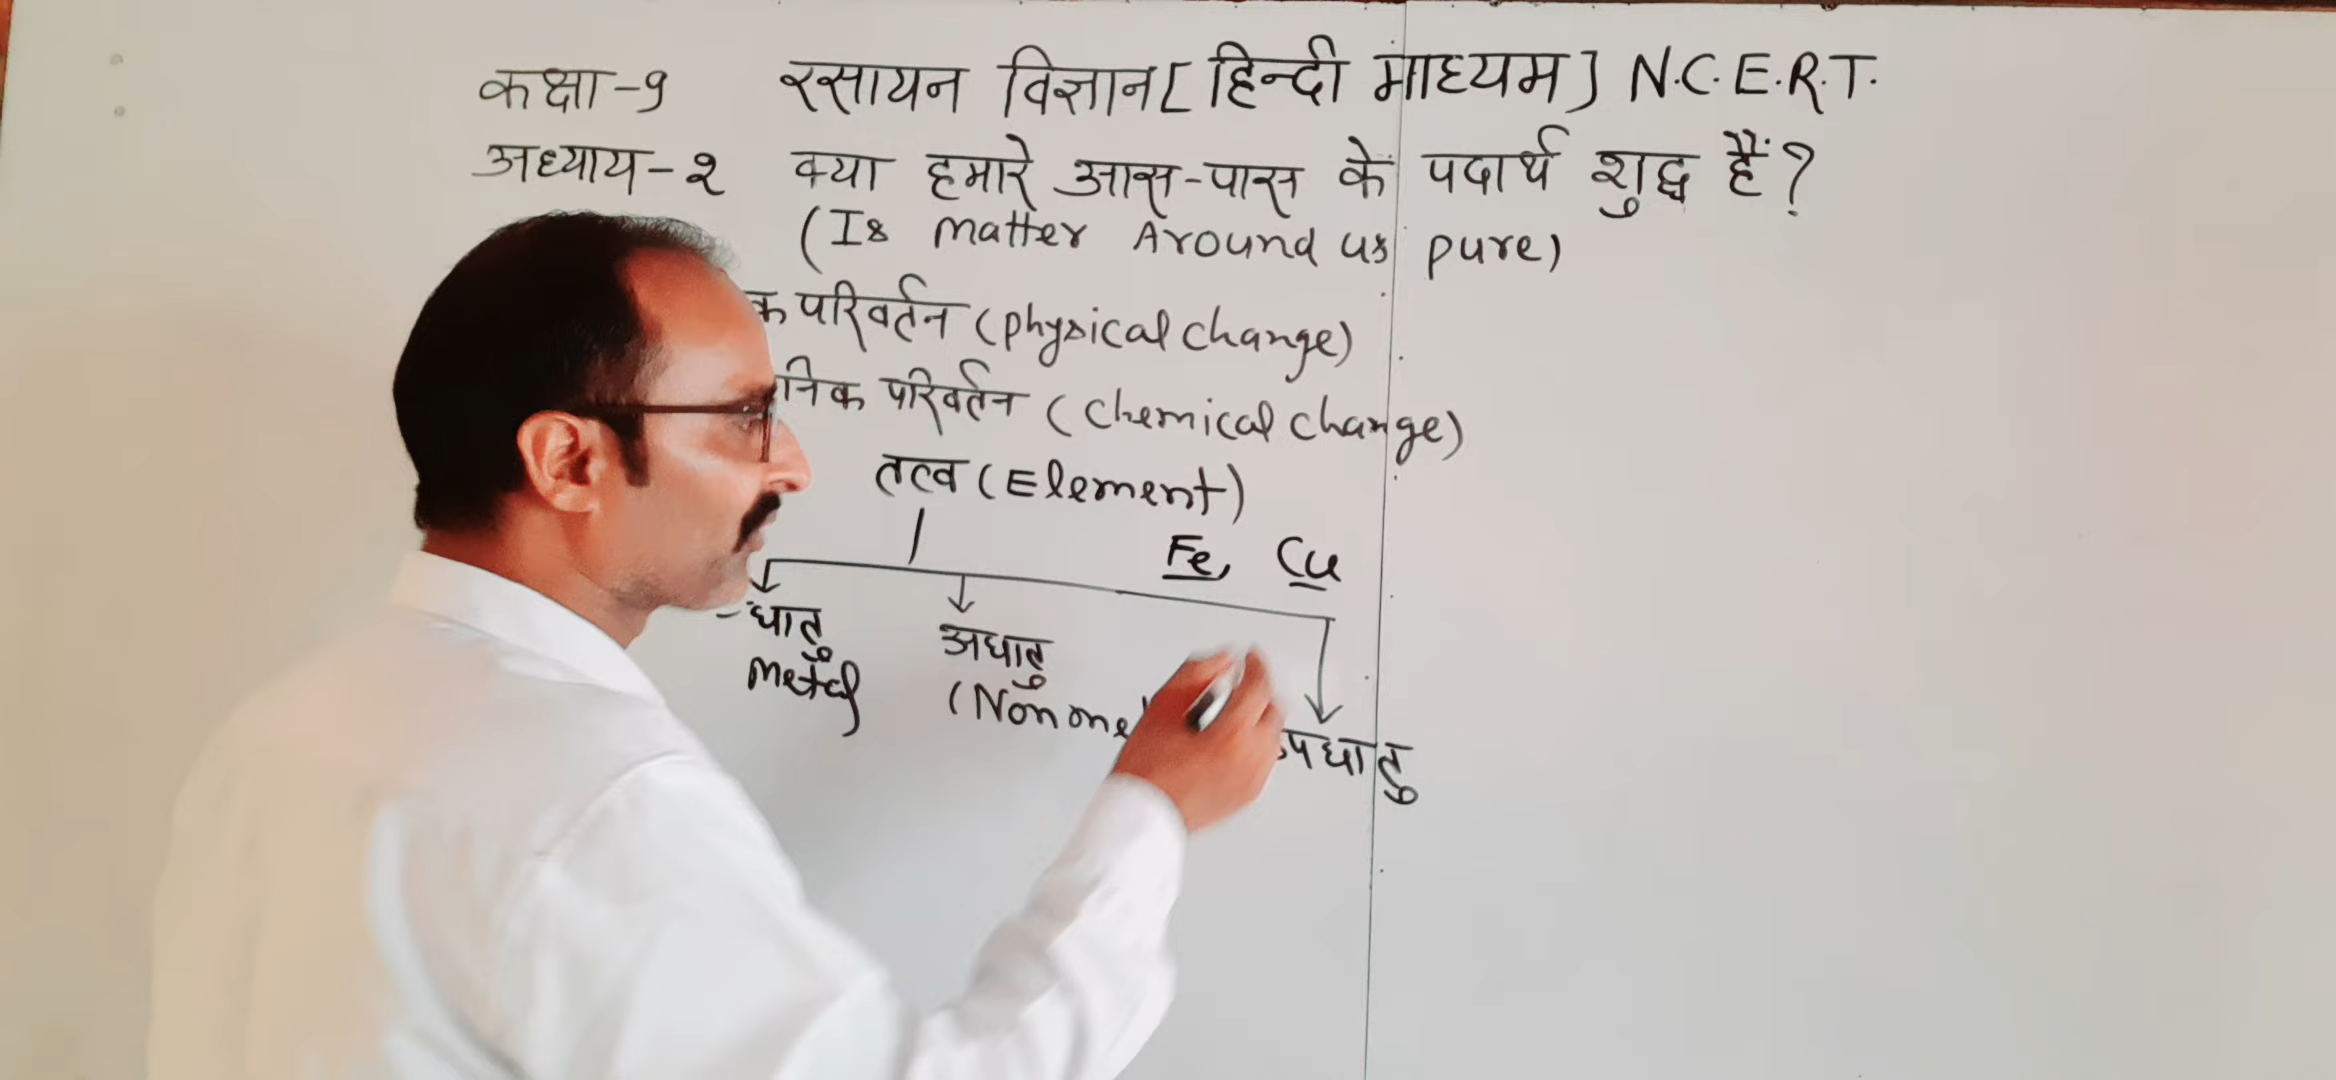 कक्षा-9 रसायन विज्ञान [हिन्दी माध्यम] N.C.E.R.T.
अध्याय-2 क्या हमारे आस-पास के पदार्थ शुद्ध हैं?
(Is Matter Around us pure)
परिवर्तन (physical change)
परिवर्तन (chemical change)
तत्व (Element)
Fe, Cu
धातु
metal
अधातु
(Non